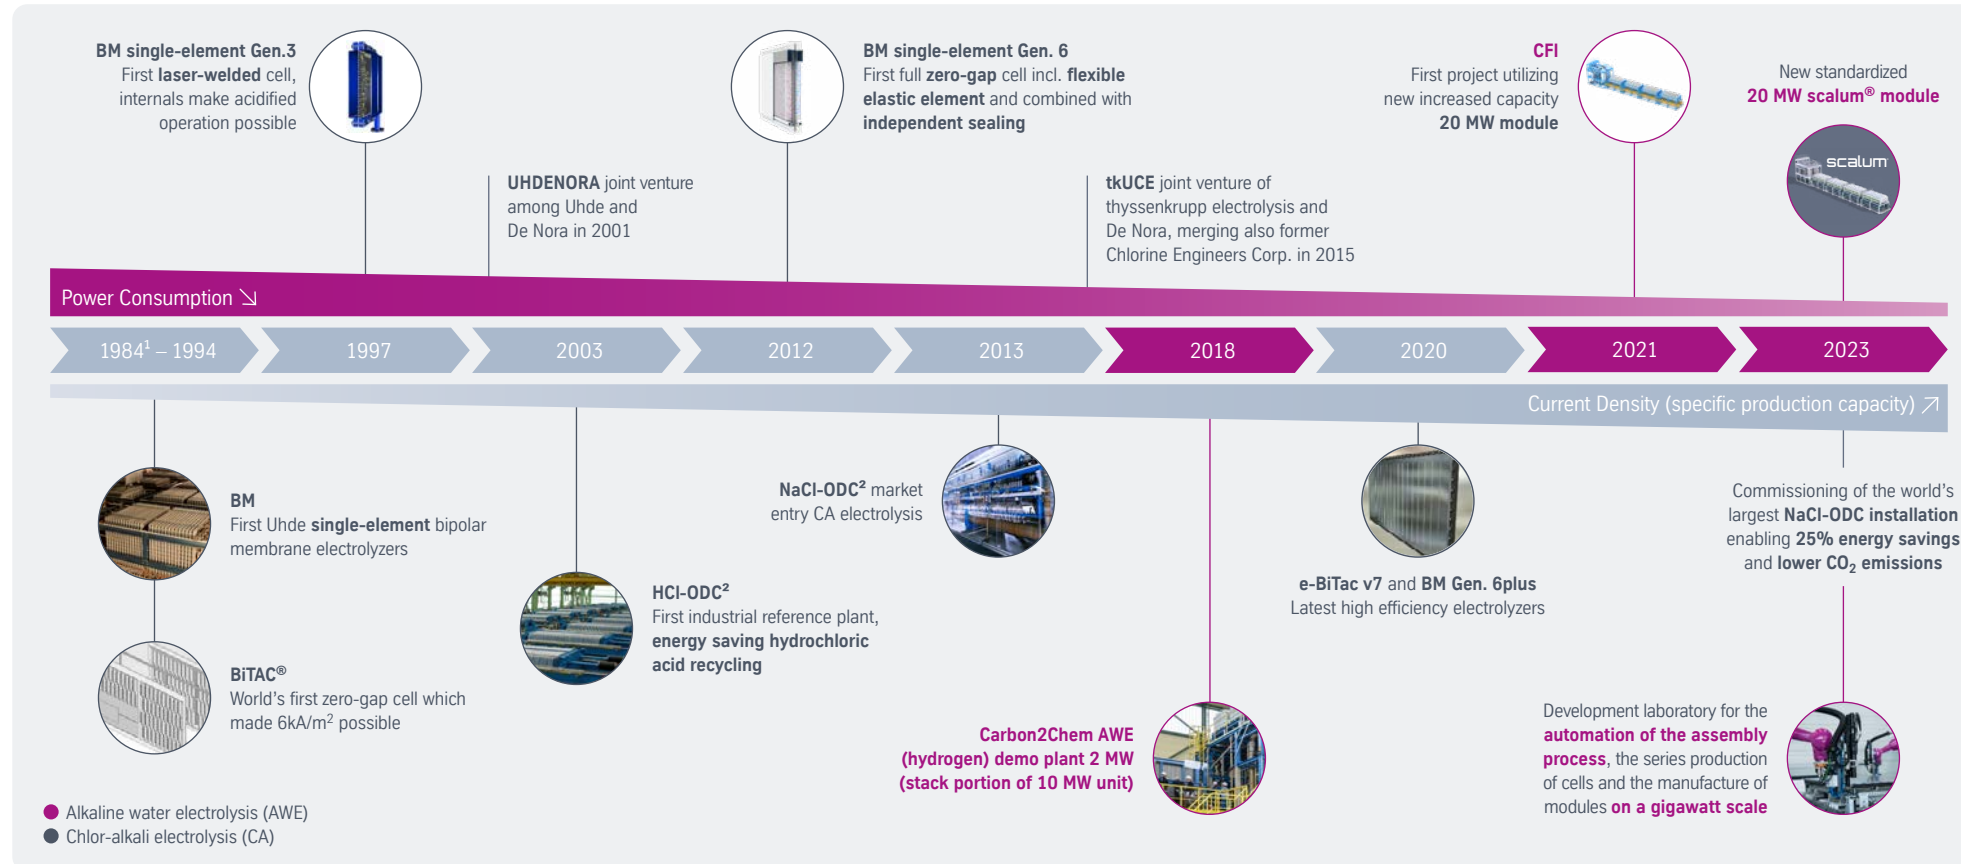 BM single-element Gen.3
First laser-welded cell,
internals make acidified
operation possible
BM single-element Gen. 6
First full zero-gap cell incl. flexible
elastic element and combined with
independent sealing
CFI
First project utilizing
new increased capacity
20 MW module
New standardized
20 MW scalum® module
scalum
UHDENORA joint venture
among Uhde and
De Nora in 2001
tkUCE joint venture of
thyssenkrupp electrolysis and
De Nora, merging also former
Chlorine Engineers Corp. in 2015
Power Consumption ↘
1984¹ – 1994
1997
2003
2012
2013
2018
2020
2021
2023
Current Density (specific production capacity) ↗
BM
First Uhde single-element bipolar
membrane electrolyzers
BiTAC®
World's first zero-gap cell which
made 6kA/m² possible
HCl-ODC²
First industrial reference plant,
energy saving hydrochloric
acid recycling
NaCl-ODC² market
entry CA electrolysis
Carbon2Chem AWE
(hydrogen) demo plant 2 MW
(stack portion of 10 MW unit)
e-BiTac v7 and BM Gen. 6plus
Latest high efficiency electrolyzers
Commissioning of the world's
largest NaCl-ODC installation
enabling 25% energy savings
and lower CO₂ emissions
Development laboratory for the
automation of the assembly
process, the series production
of cells and the manufacture of
modules on a gigawatt scale
Alkaline water electrolysis (AWE)
Chlor-alkali electrolysis (CA)